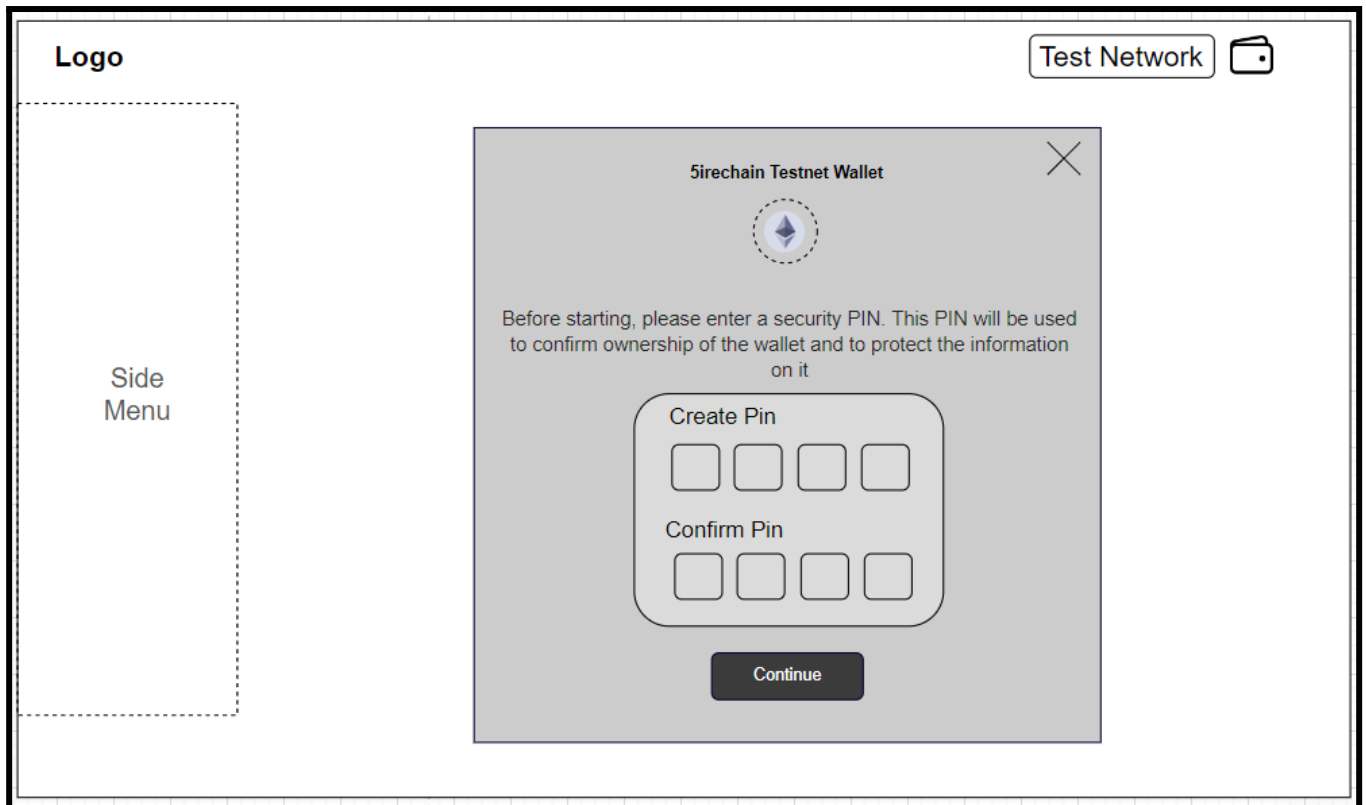 Logo
Test Network
5irechain Testnet Wallet
Before starting, please enter a security PIN. This PIN will be used
to confirm ownership of the wallet and to protect the information
on it
Side
Menu
Create Pin
Confirm Pin
Continue